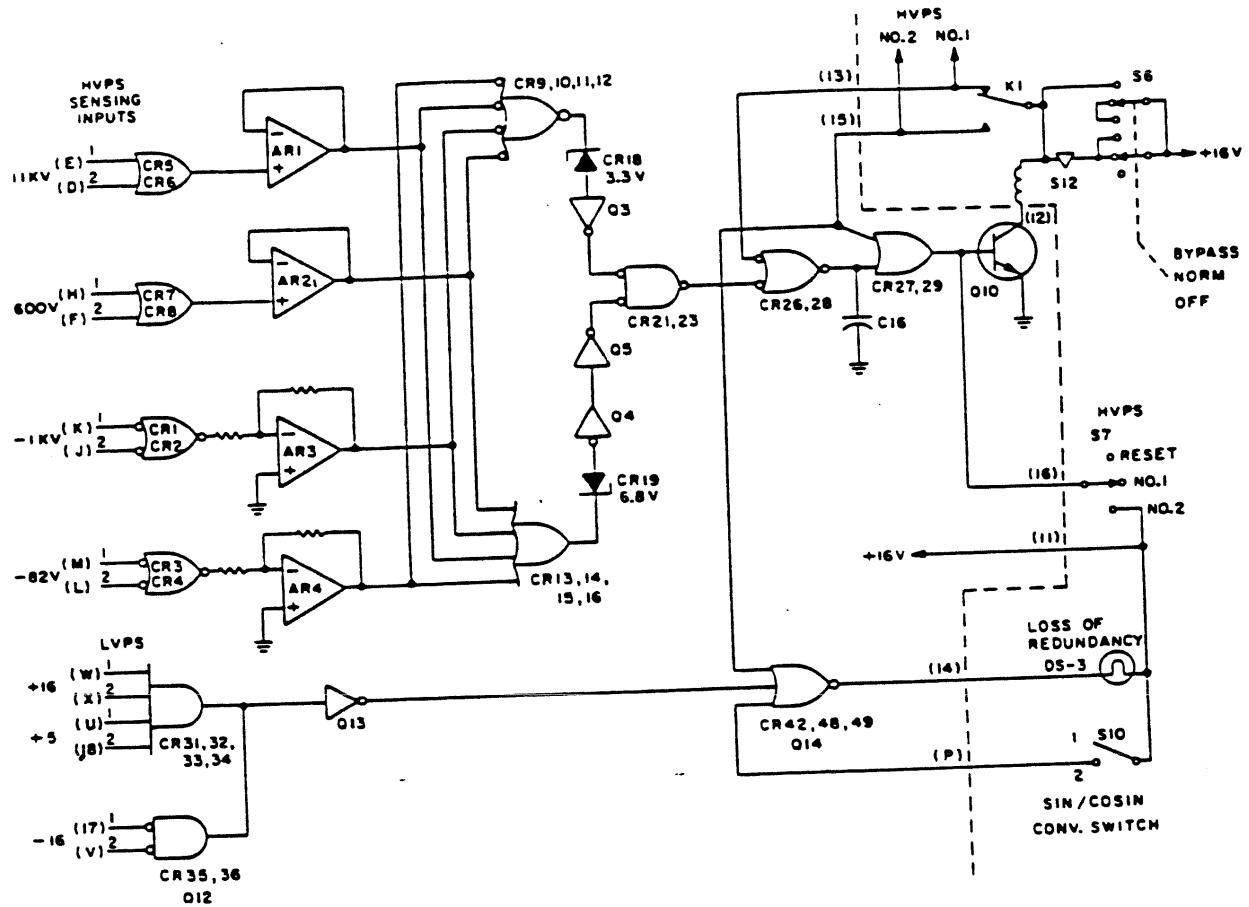 HVPS
NO.2 NO.1
(13)
K1
S6
CR9,10,11,12
HVPS
SENSING
INPUTS
(15)
11KV (E) 1
(D) 2
CR5
CR6
−
AR1
+
CR18
3.3V
Q3
S12
+16V
(12)
600V (H) 1
(F) 2
CR7
CR8
−
AR2
+
CR21,23
CR26,28
CR27,29
Q10
BYPASS
NORM
OFF
C16
Q5
Q4
-1KV (K) 1
(J) 2
CR1
CR2
−
AR3
+
HVPS
S7
RESET
(16)
NO.1
NO.2
CR19
6.8V
+16V
(11)
-82V (M) 1
(L) 2
CR3
CR4
−
AR4
+
CR13,14,
15,16
LVPS
+16 (W) 1
(X) 2
+5 (U) 1
(J8) 2
CR31,32,
33,34
Q13
LOSS OF
REDUNDANCY
DS-3
(14)
CR42,48,49
Q14
(P)
1
2
S10
SIN/COSIN
CONV. SWITCH
-16 (17) 1
(V) 2
CR35,36
Q12